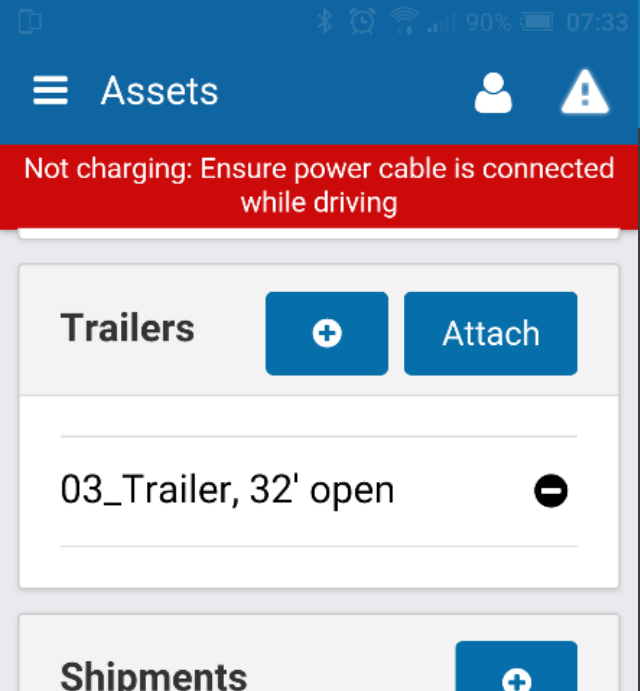 90% 07:33
Assets
Not charging: Ensure power cable is connected
while driving
Trailers
Attach
03_Trailer, 32' open
Shipments